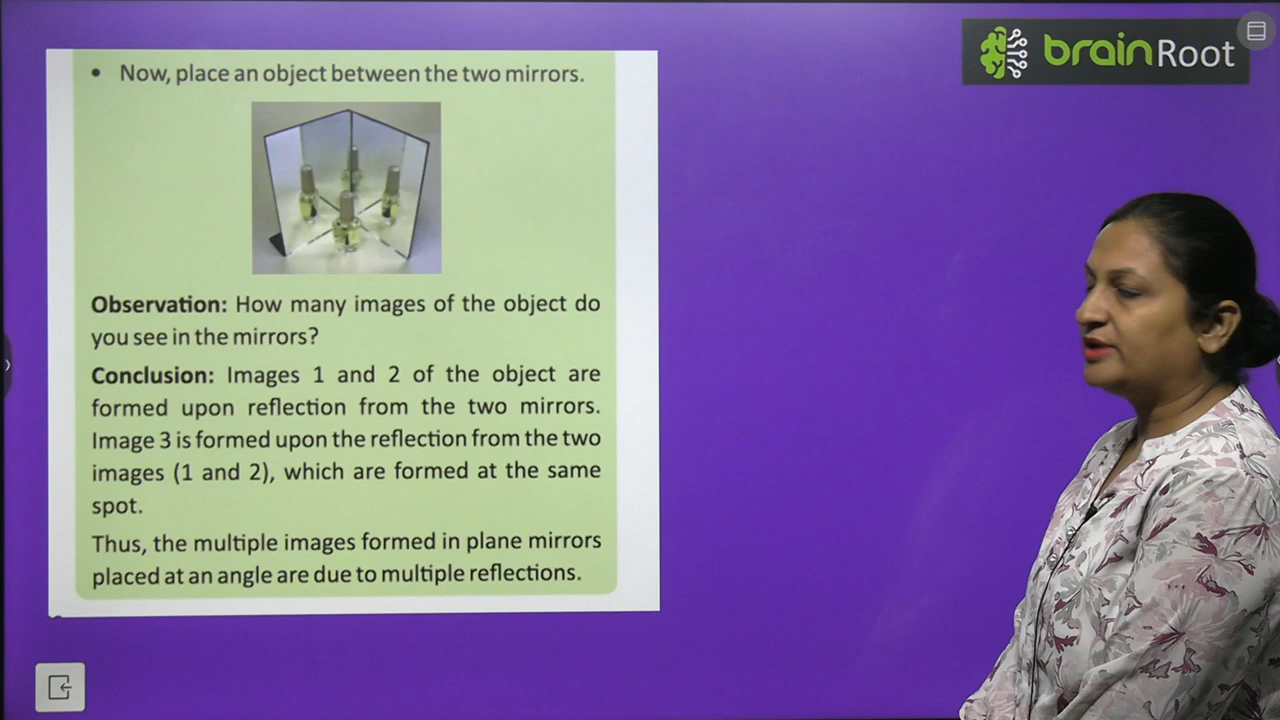 brainRoot
• Now, place an object between the two mirrors.
Observation: How many images of the object do
you see in the mirrors?
Conclusion: Images 1 and 2 of the object are
formed upon reflection from the two mirrors.
Image 3 is formed upon the reflection from the two
images (1 and 2), which are formed at the same
spot.
Thus, the multiple images formed in plane mirrors
placed at an angle are due to multiple reflections.